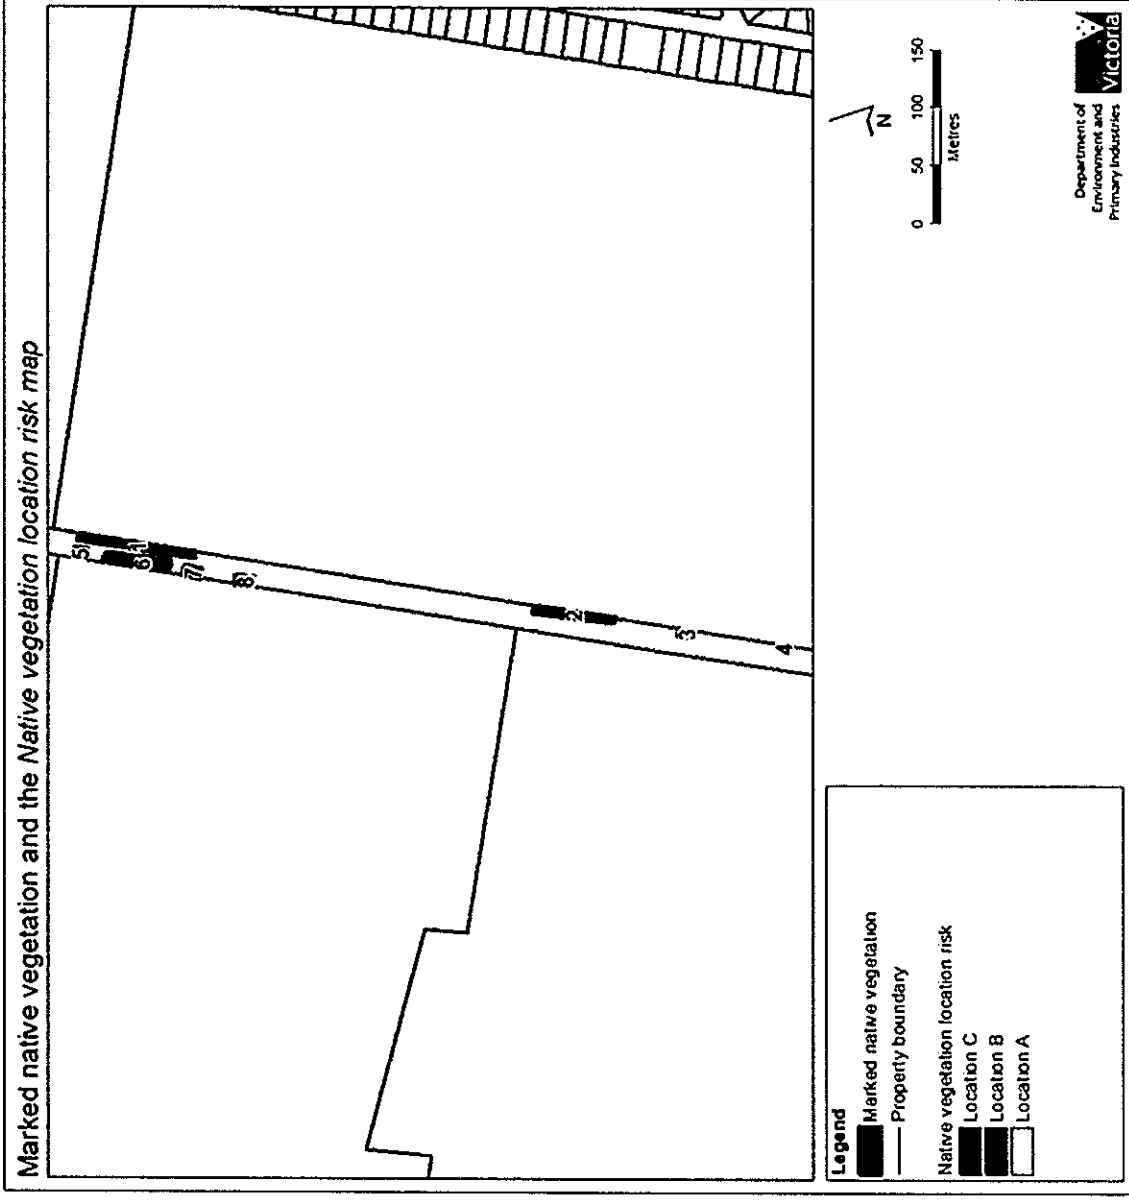 Marked native vegetation and the Native vegetation location risk map
5
1
6
7
8
2
3
4
Legend
Marked native vegetation
Property boundary
Native vegetation location risk
Location C
Location B
Location A
N
0 50 100 150
Metres
Department of
Environment and
Primary Industries
Victoria